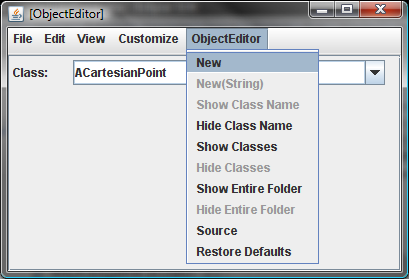 [ObjectEditor]
File Edit View Customize ObjectEditor
Class: ACartesianPoint
New
New(String)
Show Class Name
Hide Class Name
Show Classes
Hide Classes
Show Entire Folder
Hide Entire Folder
Source
Restore Defaults